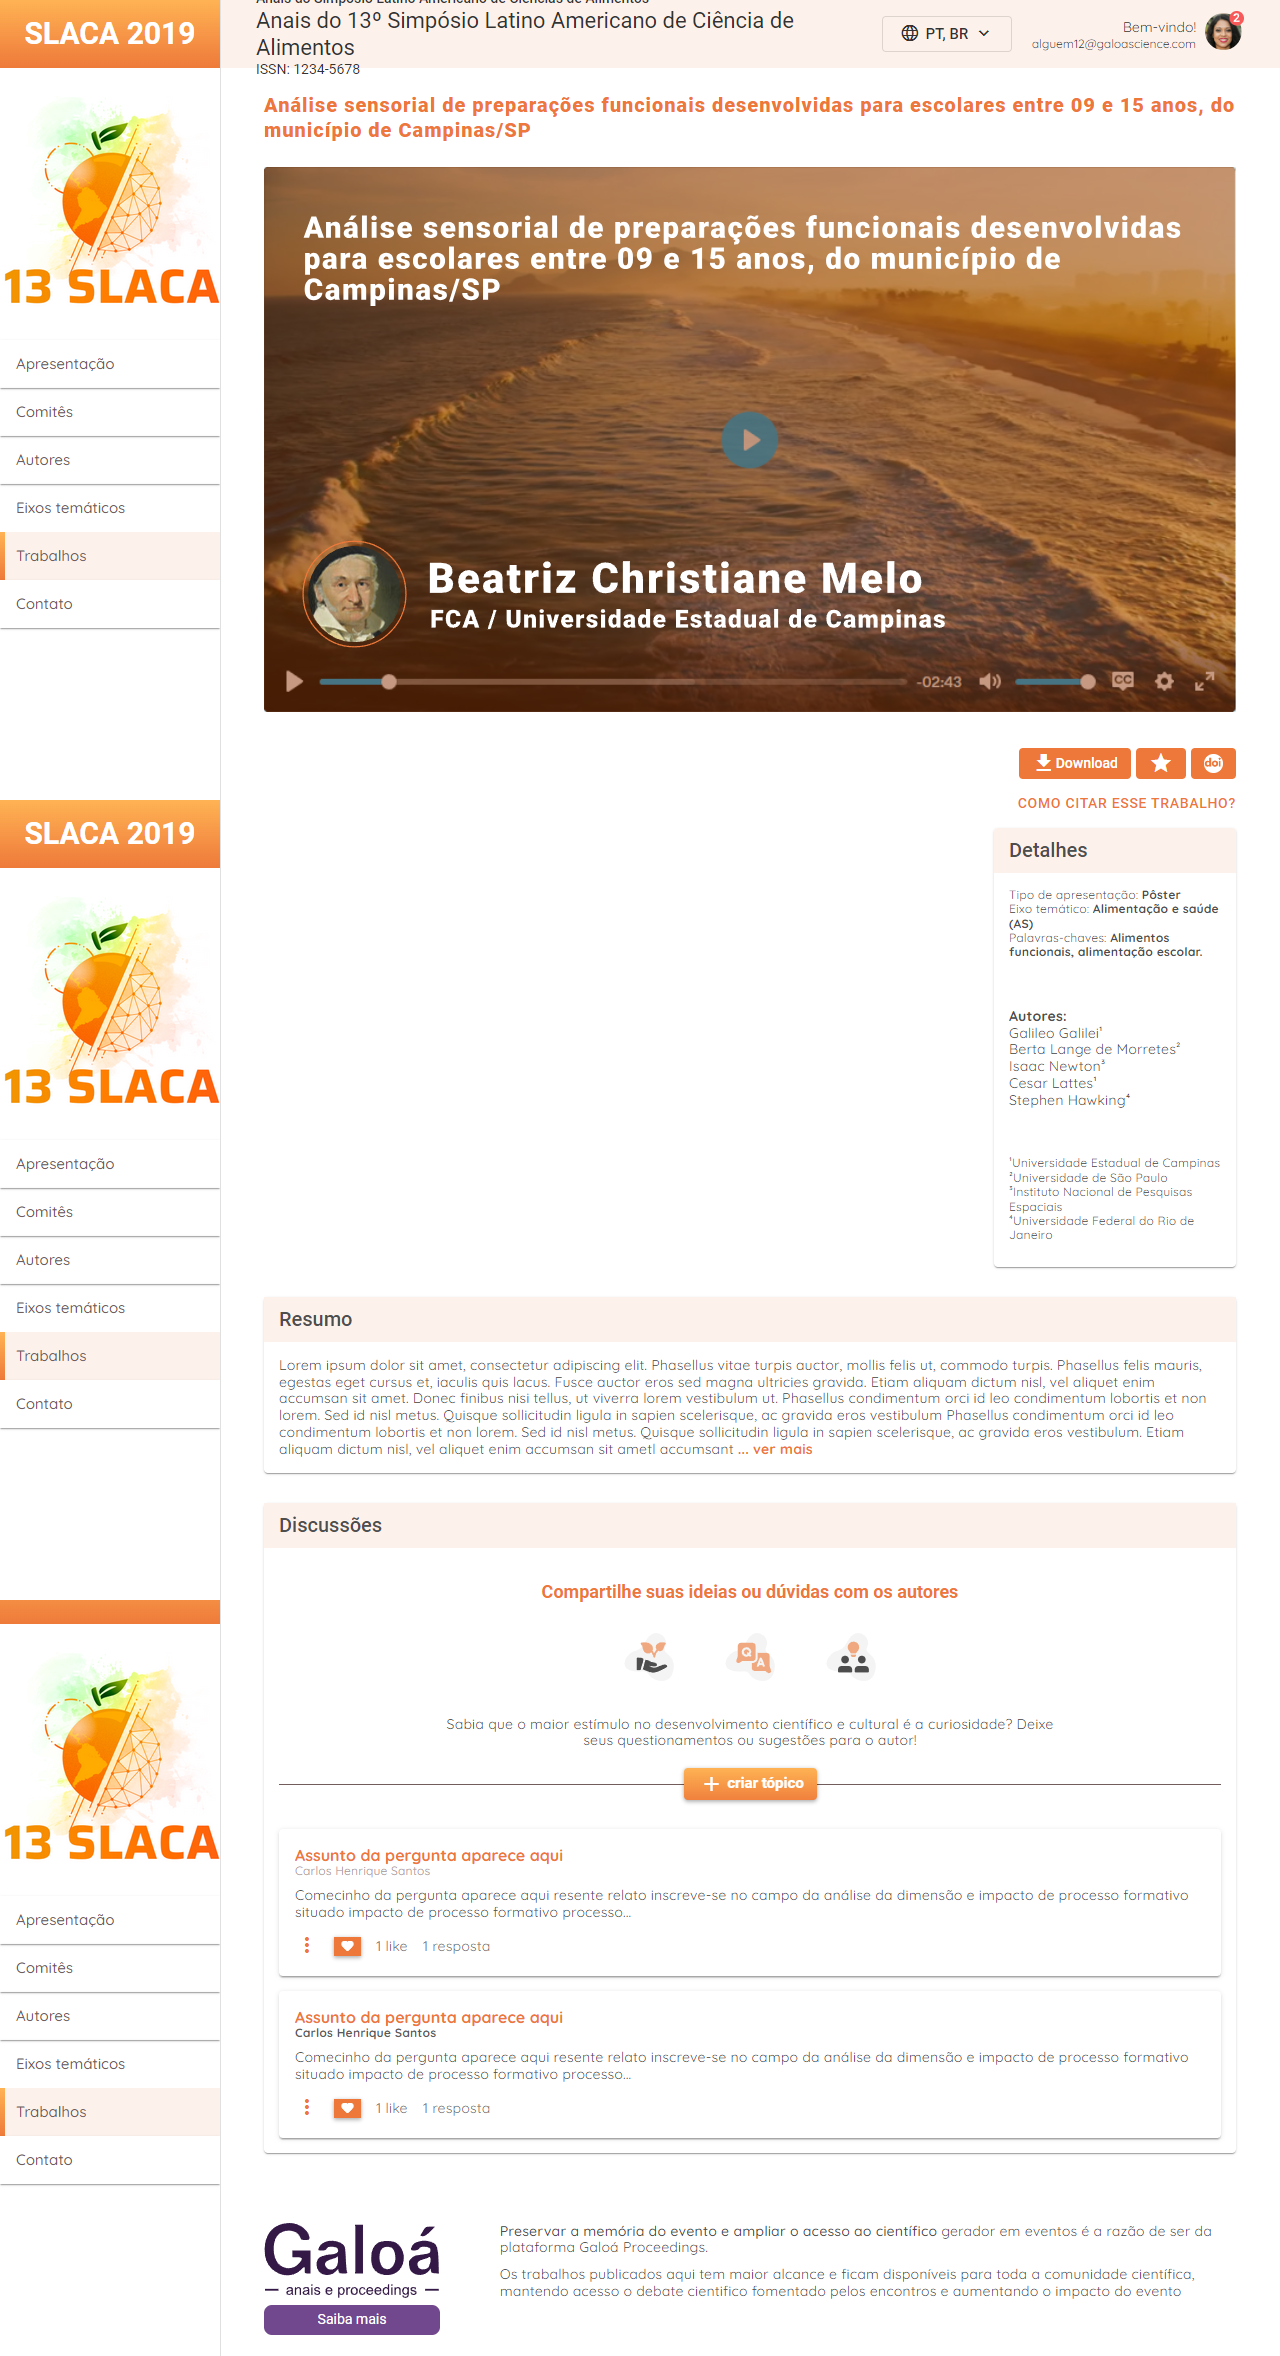 SLACA 2019
Anais do Simpósio Latino Americano de Ciências de Alimentos
Anais do 13º Simpósio Latino Americano de Ciência de
Alimentos
ISSN: 1234-5678
PT, BR
Bem-vindo!
alguem12@galoascience.com
2
13 SLACA
Apresentação
Comitês
Autores
Eixos temáticos
Trabalhos
Contato
Análise sensorial de preparações funcionais desenvolvidas para escolares entre 09 e 15 anos, do
município de Campinas/SP
Análise sensorial de preparações funcionais desenvolvidas
para escolares entre 09 e 15 anos, do município de
Campinas/SP
Beatriz Christiane Melo
FCA / Universidade Estadual de Campinas
-02:43
CC
Download
doi
COMO CITAR ESSE TRABALHO?
SLACA 2019
13 SLACA
Apresentação
Comitês
Autores
Eixos temáticos
Trabalhos
Contato
Detalhes
Tipo de apresentação: Pôster
Eixo temático: Alimentação e saúde
(AS)
Palavras-chaves: Alimentos
funcionais, alimentação escolar.
Autores:
Galileo Galilei¹
Berta Lange de Morretes²
Isaac Newton³
Cesar Lattes¹
Stephen Hawking⁴
¹Universidade Estadual de Campinas
²Universidade de São Paulo
³Instituto Nacional de Pesquisas
Espaciais
⁴Universidade Federal do Rio de
Janeiro
Resumo
Lorem ipsum dolor sit amet, consectetur adipiscing elit. Phasellus vitae turpis auctor, mollis felis ut, commodo turpis. Phasellus felis mauris,
egestas eget cursus et, iaculis quis lacus. Fusce auctor eros sed magna ultricies gravida. Etiam aliquam dictum nisl, vel aliquet enim
accumsan sit amet. Donec finibus nisi tellus, ut viverra lorem vestibulum ut. Phasellus condimentum orci id leo condimentum lobortis et non
lorem. Sed id nisl metus. Quisque sollicitudin ligula in sapien scelerisque, ac gravida eros vestibulum Phasellus condimentum orci id leo
condimentum lobortis et non lorem. Sed id nisl metus. Quisque sollicitudin ligula in sapien scelerisque, ac gravida eros vestibulum. Etiam
aliquam dictum nisl, vel aliquet enim accumsan sit ametl accumsant ... ver mais
Discussões
Compartilhe suas ideias ou dúvidas com os autores
Q A
Sabia que o maior estímulo no desenvolvimento científico e cultural é a curiosidade? Deixe
seus questionamentos ou sugestões para o autor!
criar tópico
Assunto da pergunta aparece aqui
Carlos Henrique Santos
Comecinho da pergunta aparece aqui resente relato inscreve-se no campo da análise da dimensão e impacto de processo formativo
situado impacto de processo formativo processo...
1 like 1 resposta
Assunto da pergunta aparece aqui
Carlos Henrique Santos
Comecinho da pergunta aparece aqui resente relato inscreve-se no campo da análise da dimensão e impacto de processo formativo
situado impacto de processo formativo processo...
1 like 1 resposta
13 SLACA
Apresentação
Comitês
Autores
Eixos temáticos
Trabalhos
Contato
Galoá
anais e proceedings
Saiba mais
Preservar a memória do evento e ampliar o acesso ao científico gerador em eventos é a razão de ser da
plataforma Galoá Proceedings.
Os trabalhos publicados aqui tem maior alcance e ficam disponíveis para toda a comunidade científica,
mantendo acesso o debate cientifico fomentado pelos encontros e aumentando o impacto do evento